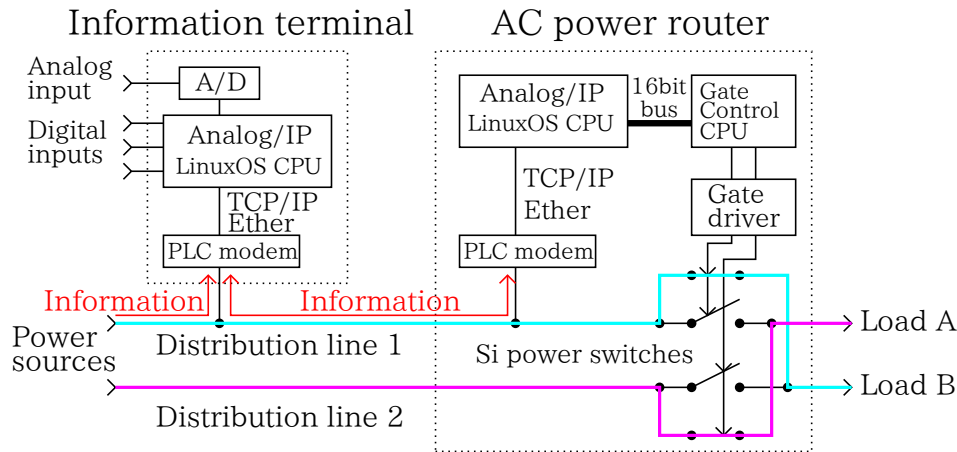 Information terminal
AC power router
Analog
input
A/D
Digital
inputs
Analog/IP
LinuxOS CPU
TCP/IP
Ether
PLC modem
Analog/IP
LinuxOS CPU
16bit
bus
Gate
Control
CPU
TCP/IP
Ether
Gate
driver
PLC modem
Information
Information
Power
sources
Distribution line 1
Si power switches
Load A
Load B
Distribution line 2